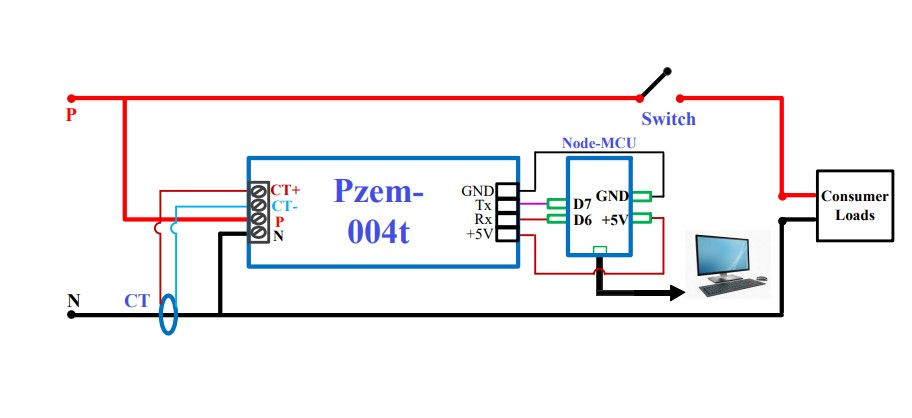 P
Switch
Node-MCU
CT+
CT-
P
N
Pzem-
004t
GND
Tx
Rx
+5V
D7
D6
GND
+5V
Consumer
Loads
N
CT